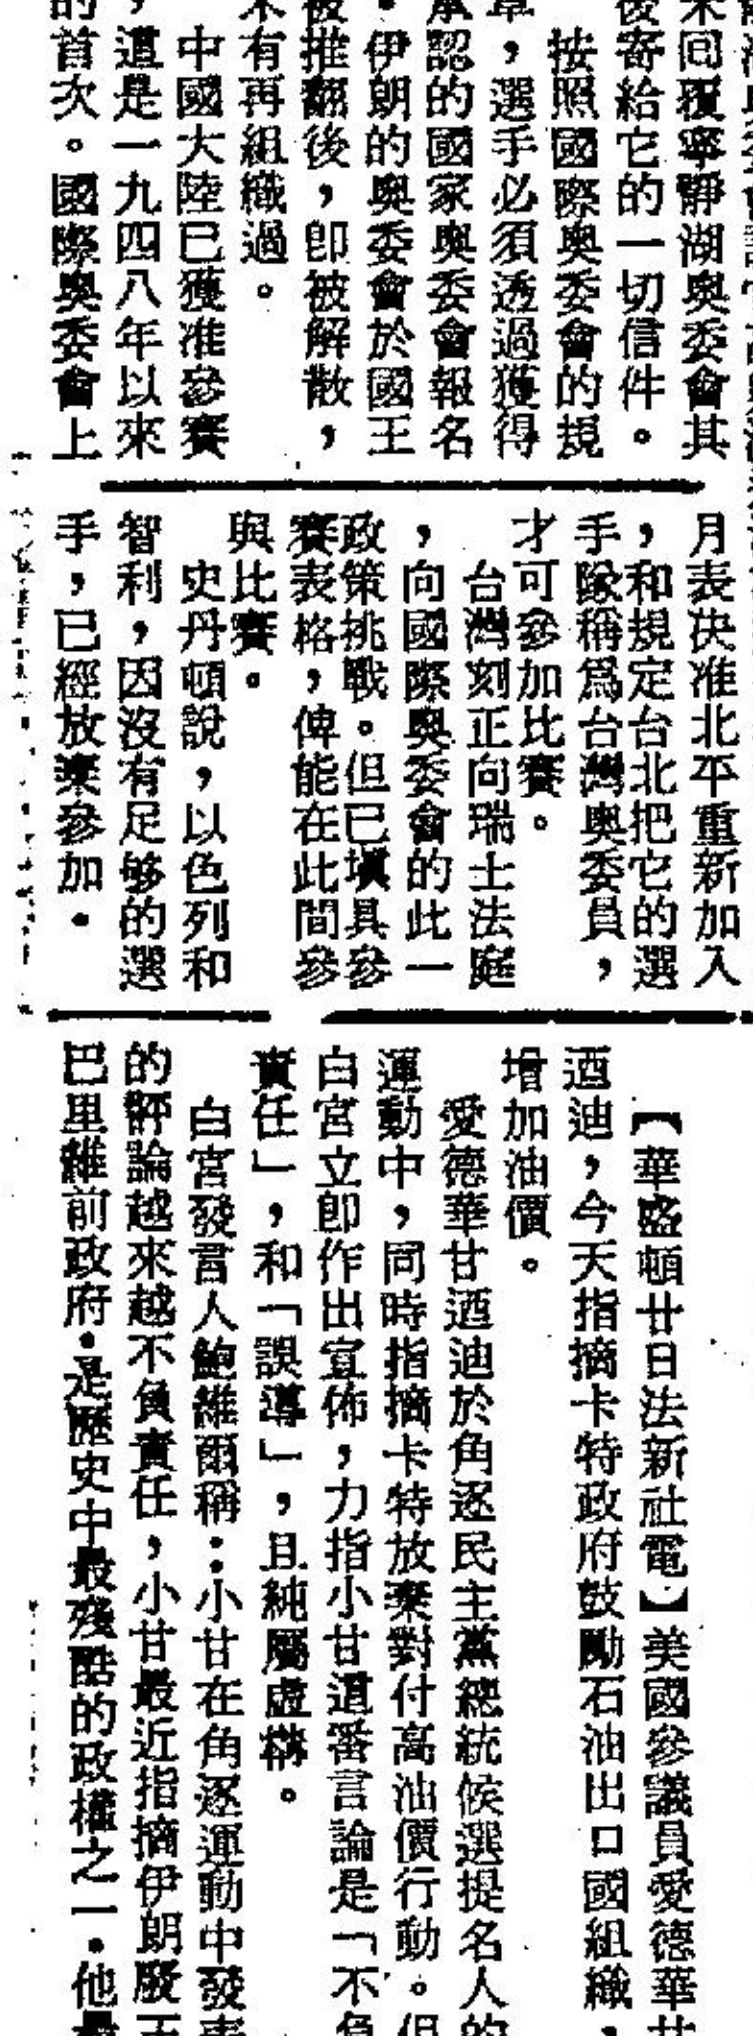 未同覆寧靜湖奧委會其
後寄給它的一切信件。
按照國際奧委會的規
章，選手必須透過獲得
承認的國家奧委會報名
。伊朗的奧委會於國王
被推翻後，即被解散，
未有再組織過。
中國大陸已獲准參賽
，這是一九四八年以來
的首次。國際奧委會上
月表決准北平重新加入
，和規定台北把它的選
手隊稱爲台灣奧委員，
才可參加比賽。
台灣刻正向瑞士法庭
，向國際奧委會的此一
政策挑戰。但已填具參
賽表格，俾能在此間參
與比賽。
史丹頓說，以色列和
智利，因沒有足够的選
手，已經放棄參加。
【華盛頓廿日法新社電】美國參議員愛德華甘
迺迪，今天指摘卡特政府鼓勵石油出口國組織，
增加油價。
愛德華甘迺迪於角逐民主黨總統候選提名人的
運動中，同時指摘卡特放棄對付高油價行動。但
白宮立即作出宣佈，力指小甘這番言論是「不負
責任」，和「誤導」，且純屬虛構。
白宮發言人鮑維爾稱：小甘在角逐運動中發表
的評論越來越不負責任，小甘最近指摘伊朗廢王
巴里維前政府．是歷史中最殘酷的政權之一．他